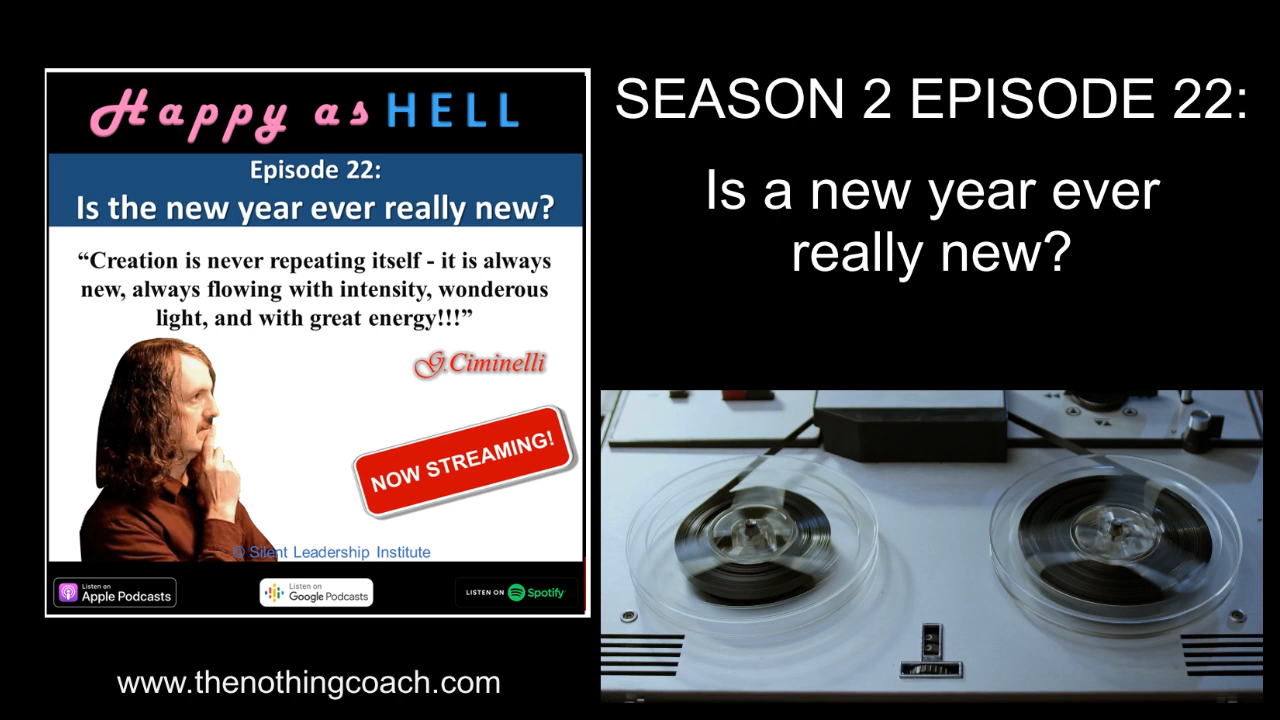 Happy as HELL
Episode 22:
Is the new year ever really new?
“Creation is never repeating itself - it is always
new, always flowing with intensity, wonderous
light, and with great energy!!!”
G.Ciminelli
NOW STREAMING!
© Silent Leadership Institute
Listen on
Apple Podcasts
Listen on
Google Podcasts
LISTEN ON Spotify
www.thenothingcoach.com
SEASON 2 EPISODE 22:
Is a new year ever
really new?